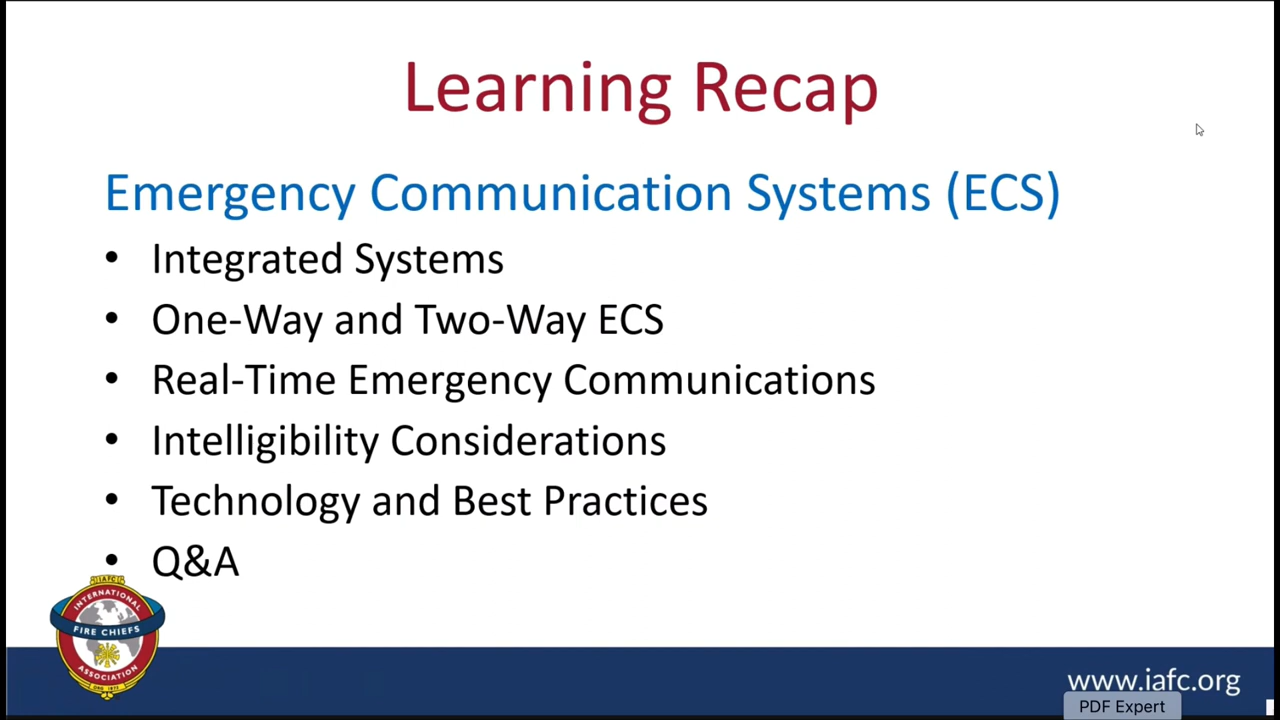 Learning Recap
Emergency Communication Systems (ECS)
• Integrated Systems
• One-Way and Two-Way ECS
• Real-Time Emergency Communications
• Intelligibility Considerations
• Technology and Best Practices
• Q&A
IAFC
INTERNATIONAL
FIRE CHIEFS
ASSOCIATION
www.iafc.org
PDF Expert